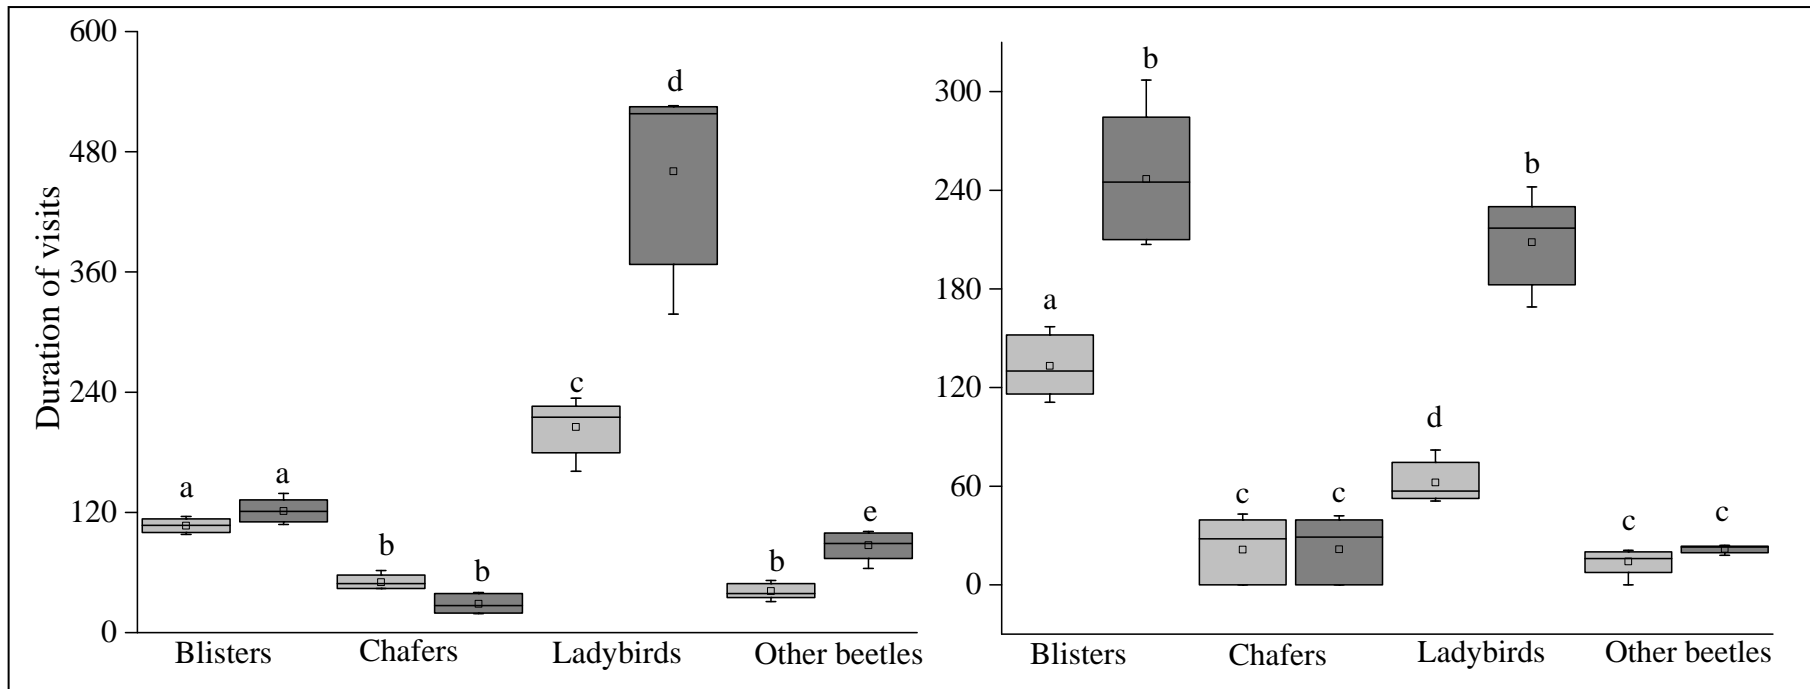 Duration of visits
600
480
360
240
120
0
a
a
b
b
c
d
b
e
Blisters
Chafers
Ladybirds
Other beetles
300
240
180
120
60
0
a
b
c
c
d
b
c
c
Blisters
Chafers
Ladybirds
Other beetles